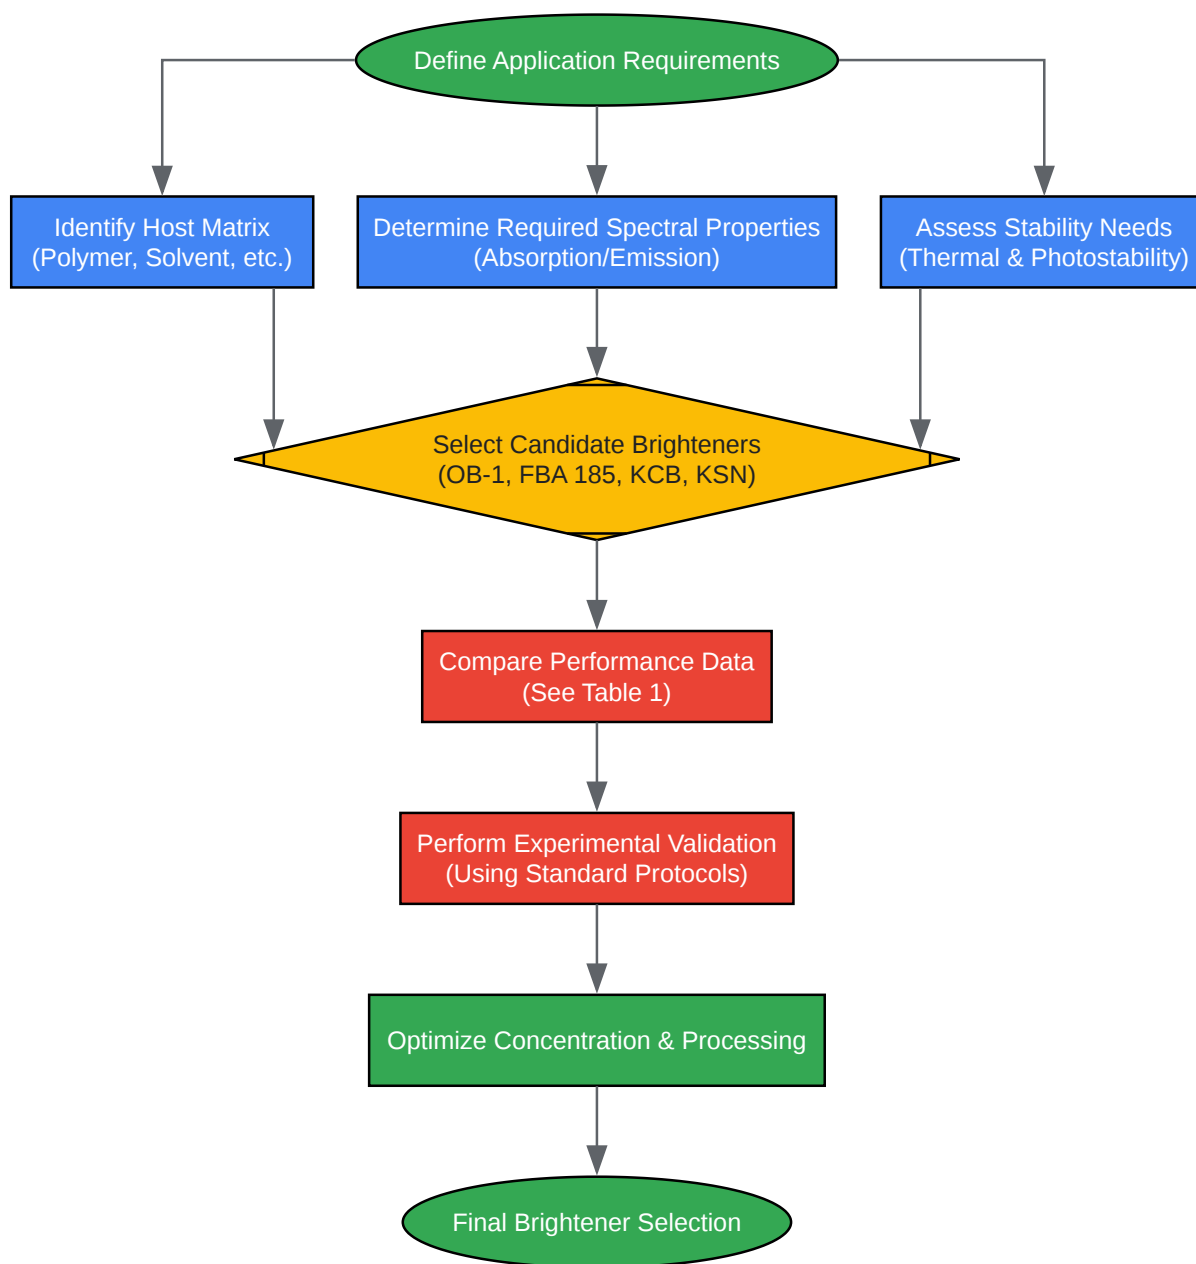 Define Application Requirements
Identify Host Matrix
(Polymer, Solvent, etc.)
Determine Required Spectral Properties
(Absorption/Emission)
Assess Stability Needs
(Thermal & Photostability)
Select Candidate Brighteners
(OB-1, FBA 185, KCB, KSN)
Compare Performance Data
(See Table 1)
Perform Experimental Validation
(Using Standard Protocols)
Optimize Concentration & Processing
Final Brightener Selection